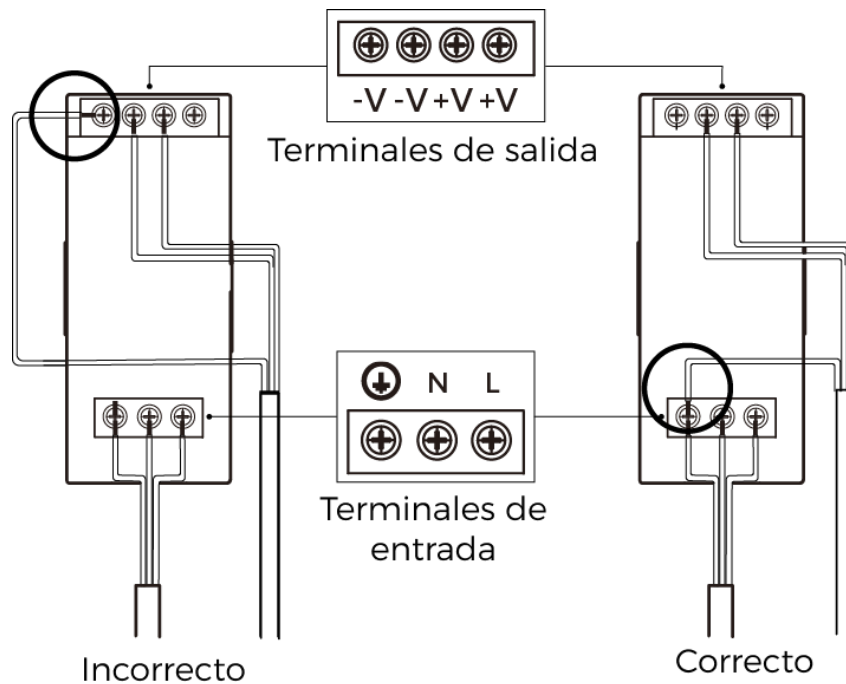 -V -V +V +V
Terminales de salida
N L
Terminales de
entrada
Incorrecto
Correcto